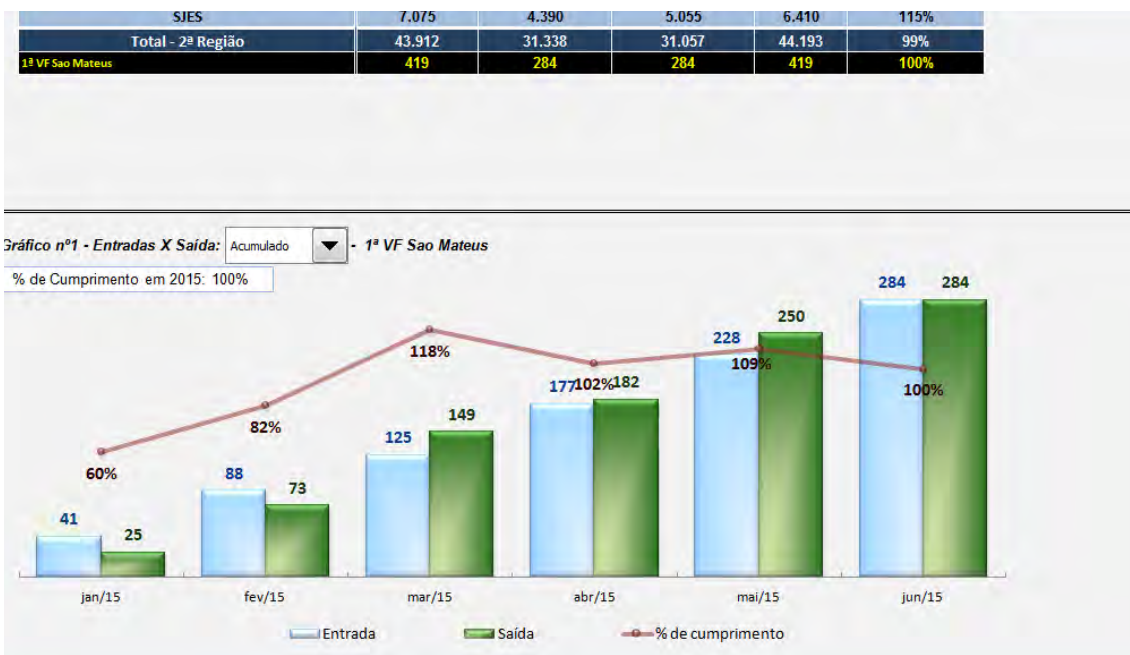 SJES 7.075 4.390 5.055 6.410 115%
Total - 2ª Região 43.912 31.338 31.057 44.193 99%
1ª VF Sao Mateus 419 284 284 419 100%
Gráfico nº1 - Entradas X Saída: Acumulado - 1ª VF Sao Mateus
% de Cumprimento em 2015: 100%
284 284
250
228
118%
109%
177 102% 182
100%
149
82%
125
60%
88
73
41
25
jan/15 fev/15 mar/15 abr/15 mai/15 jun/15
Entrada Saída % de cumprimento